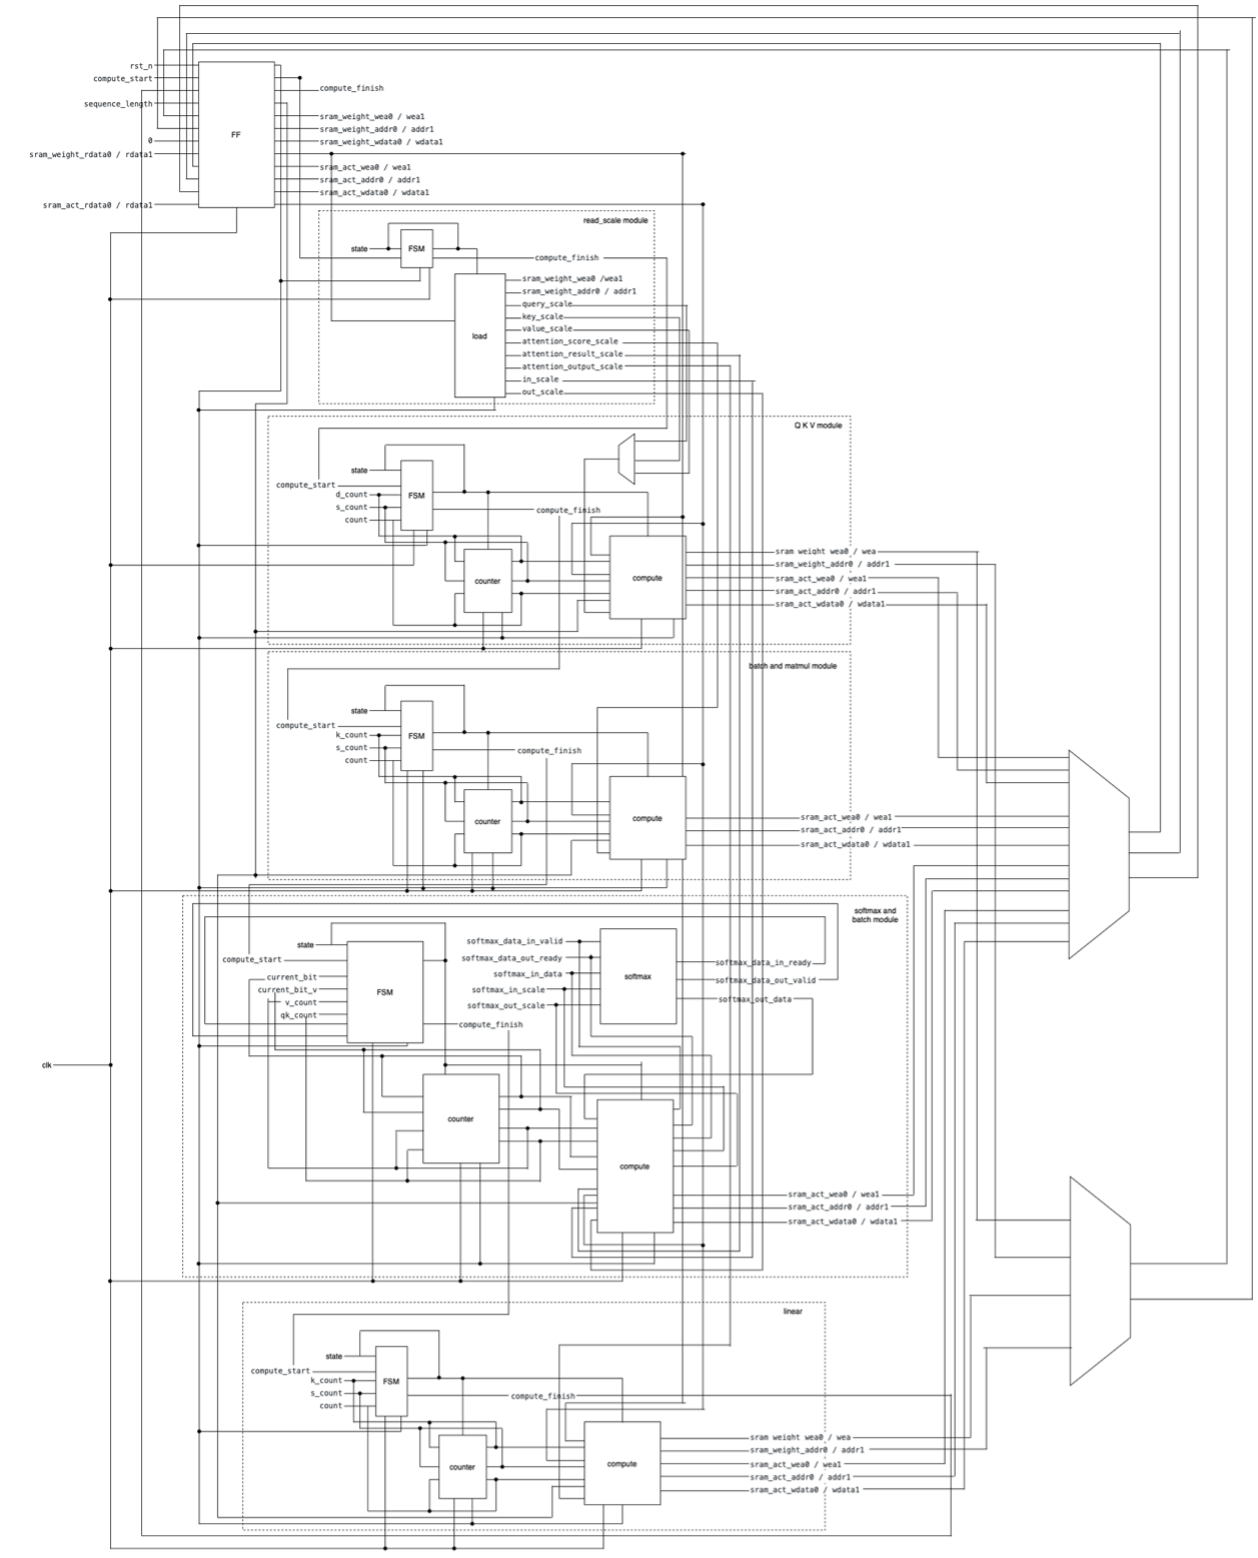 rst_n
compute_start
compute_finish
sequence_length
sram_weight_wea0 / wea1
sram_weight_addr0 / addr1
FF
0
sram_weight_wdata0 / wdata1
sram_weight_rdata0 / rdata1
sram_act_wea0 / wea1
sram_act_addr0 / addr1
sram_act_wdata0 / wdata1
sram_act_rdata0 / rdata1
read_scale module
state
FSM
compute_finish
sram_weight_wea0 /wea1
sram_weight_addr0 / addr1
query_scale
key_scale
value_scale
load
attention_score_scale
attention_result_scale
attention_output_scale
in_scale
out_scale
Q K V module
state
compute_start
FSM
d_count
s_count
compute_finish
count
sram weight wea0 / wea
sram_weight_addr0 / addr1
counter
compute
sram_act_wea0 / wea1
sram_act_addr0 / addr1
sram_act_wdata0 / wdata1
batch and matmul module
state
compute_start
FSM
k_count
s_count
compute_finish
count
counter
compute
sram_act_wea0 / wea1
sram_act_addr0 / addr1
sram_act_wdata0 / wdata1
softmax and
batch module
state
softmax_data_in_valid
compute_start
softmax_data_out_ready
softmax_data_in_ready
current_bit
softmax_in_data
softmax
softmax_data_out_valid
current_bit_v
FSM
softmax_in_scale
v_count
softmax_out_scale
softmax_out_data
qk_count
compute_finish
clk
counter
compute
sram_act_wea0 / wea1
sram_act_addr0 / addr1
sram_act_wdata0 / wdata1
linear
state
compute_start
FSM
k_count
s_count
compute_finish
count
sram weight wea0 / wea
sram_weight_addr0 / addr1
counter
compute
sram_act_wea0 / wea1
sram_act_addr0 / addr1
sram_act_wdata0 / wdata1